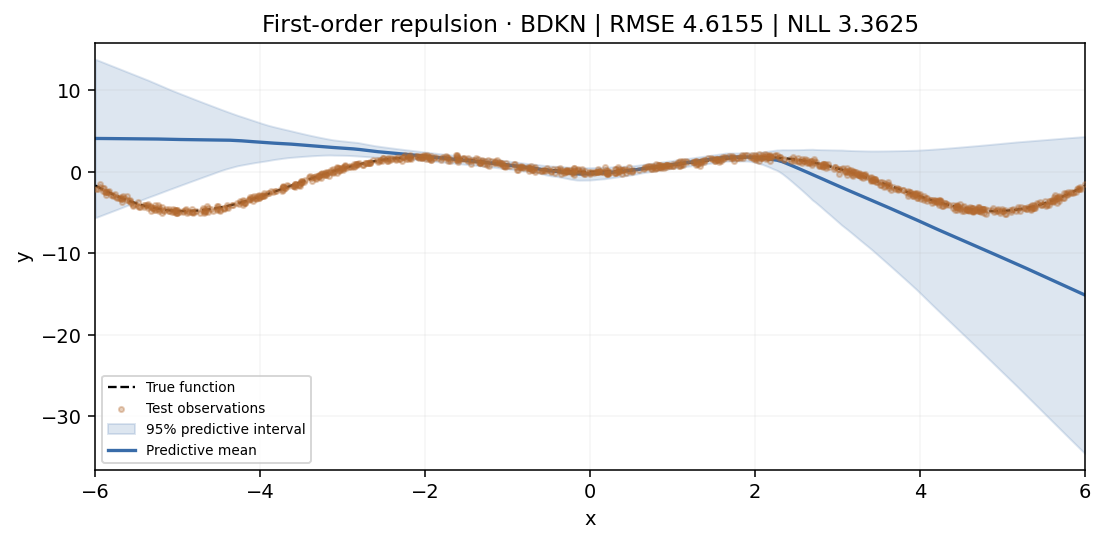 First-order repulsion · BDKN | RMSE 4.6155 | NLL 3.3625
y
10
0
−10
−20
−30
True function
Test observations
95% predictive interval
Predictive mean
−6 −4 −2 0 2 4 6
x